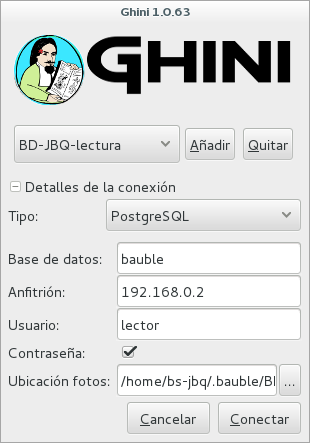 Ghini 1.0.63
GHINI
BD-JBQ-lectura Añadir Quitar
Detalles de la conexión
Tipo: PostgreSQL
Base de datos: bauble
Anfitrión: 192.168.0.2
Usuario: lector
Contraseña:
Ubicación fotos: /home/bs-jbq/.bauble/BI ...
Cancelar Conectar